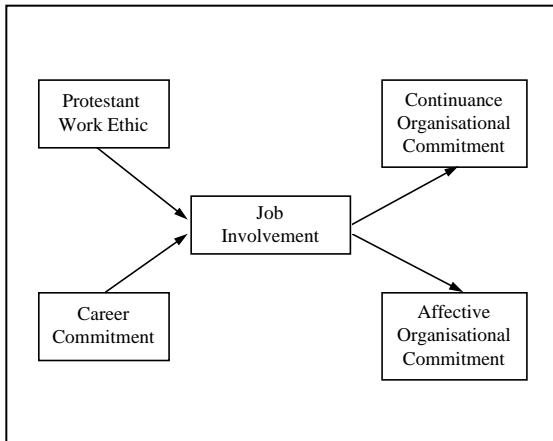 Protestant
Work Ethic
Continuance
Organisational
Commitment
Job
Involvement
Career
Commitment
Affective
Organisational
Commitment